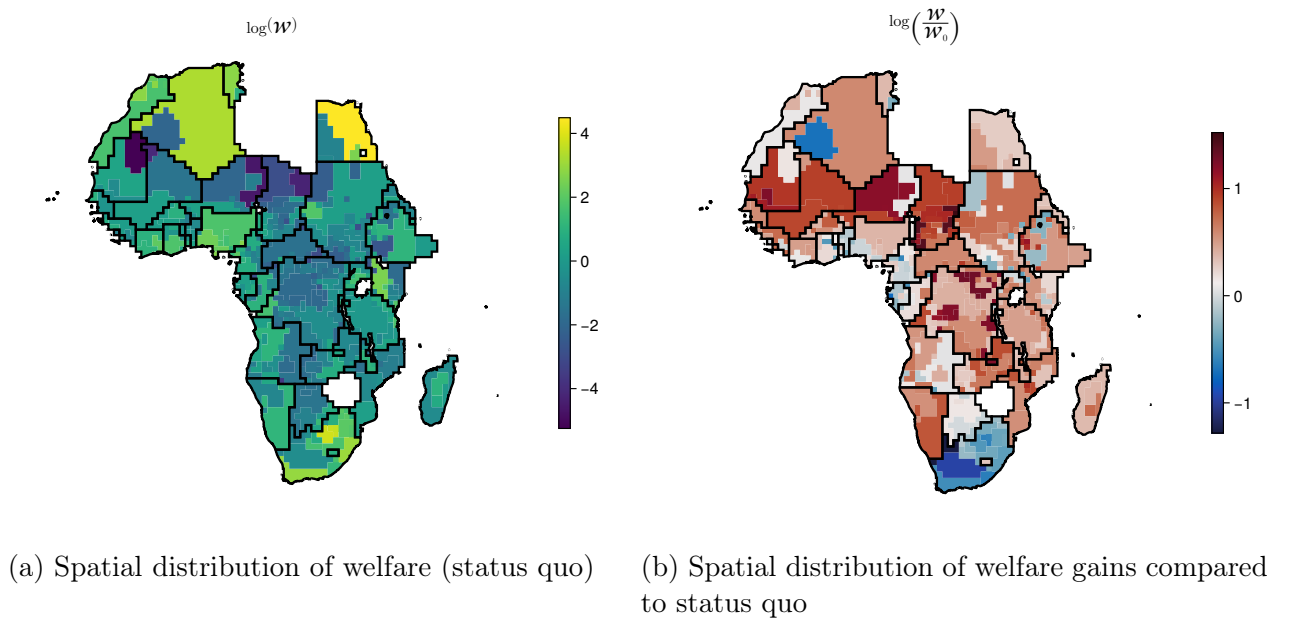 log(𝒲)
log(𝒲/𝒲₀)
4
2
0
−2
−4
1
0
−1
(a) Spatial distribution of welfare (status quo)
(b) Spatial distribution of welfare gains compared
to status quo